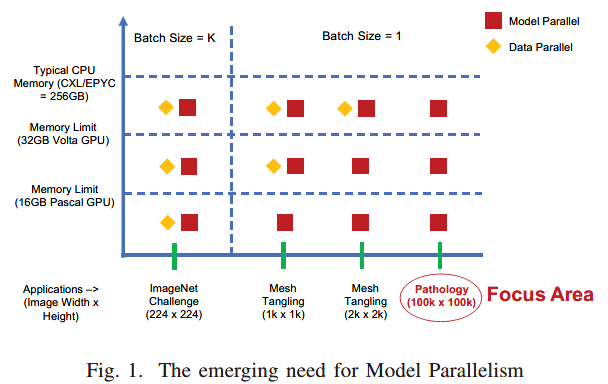 Batch Size = K
Batch Size = 1
Model Parallel
Data Parallel
Typical CPU
Memory (CXL/EPYC
= 256GB)
Memory Limit
(32GB Volta GPU)
Memory Limit
(16GB Pascal GPU)
Applications –>
(Image Width x
Height)
ImageNet
Challenge
(224 x 224)
Mesh
Tangling
(1k x 1k)
Mesh
Tangling
(2k x 2k)
Pathology
(100k x 100k)
Focus Area
Fig. 1. The emerging need for Model Parallelism